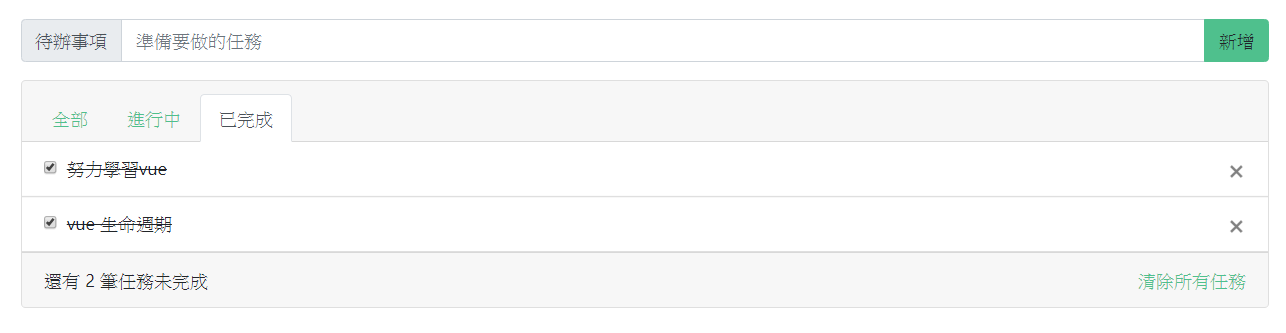 待辦事項 準備要做的任務 新增
全部 進行中 已完成
努力學習vue
vue 生命週期
還有 2 筆任務未完成 清除所有任務